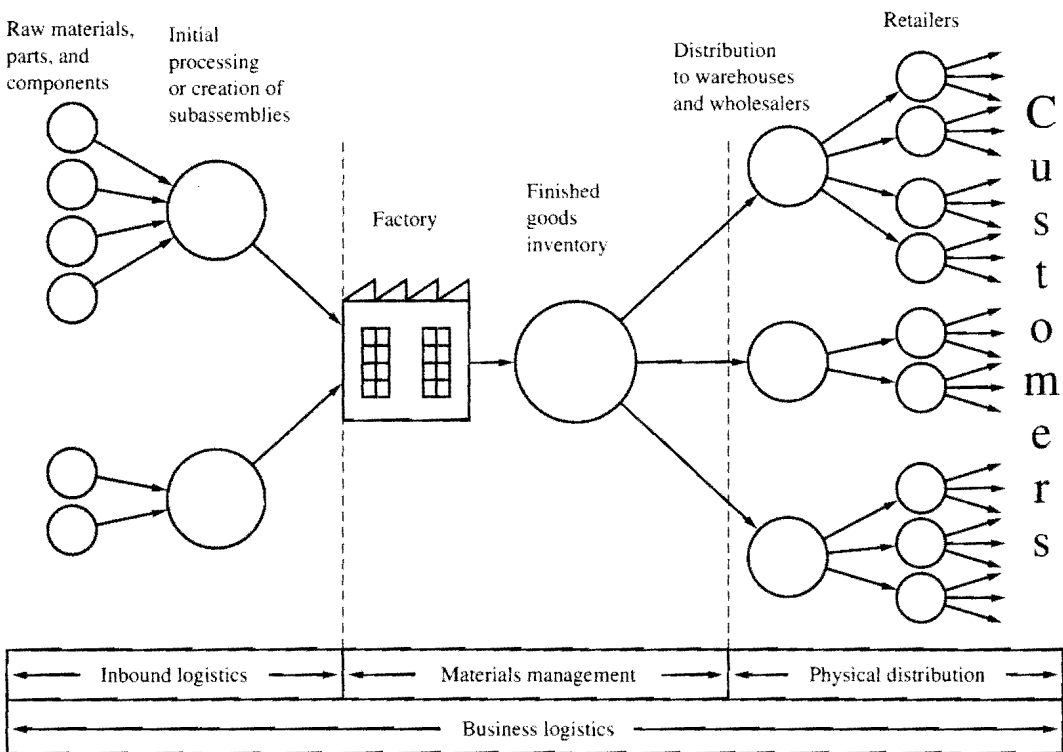 Raw materials,
parts, and
components
Initial
processing
or creation of
subassemblies
Factory
Finished
goods
inventory
Distribution
to warehouses
and wholesalers
Retailers
Customers
Inbound logistics
Materials management
Physical distribution
Business logistics